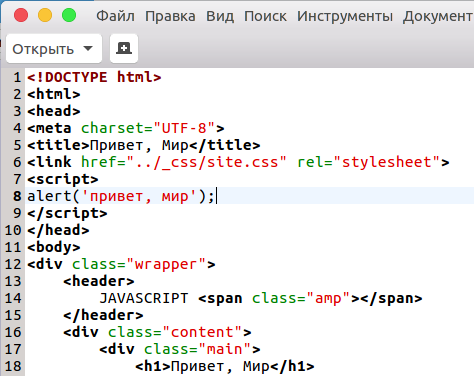 Файл Правка Вид Поиск Инструменты Документ
Открыть
1 <!DOCTYPE html>
2 <html>
3 <head>
4 <meta charset="UTF-8">
5 <title>Привет, Мир</title>
6 <link href="../_css/site.css" rel="stylesheet">
7 <script>
8 alert('привет, мир');
9 </script>
10 </head>
11 <body>
12 <div class="wrapper">
13     <header>
14         JAVASCRIPT <span class="amp"></span>
15     </header>
16     <div class="content">
17         <div class="main">
18             <h1>Привет, Мир</h1>